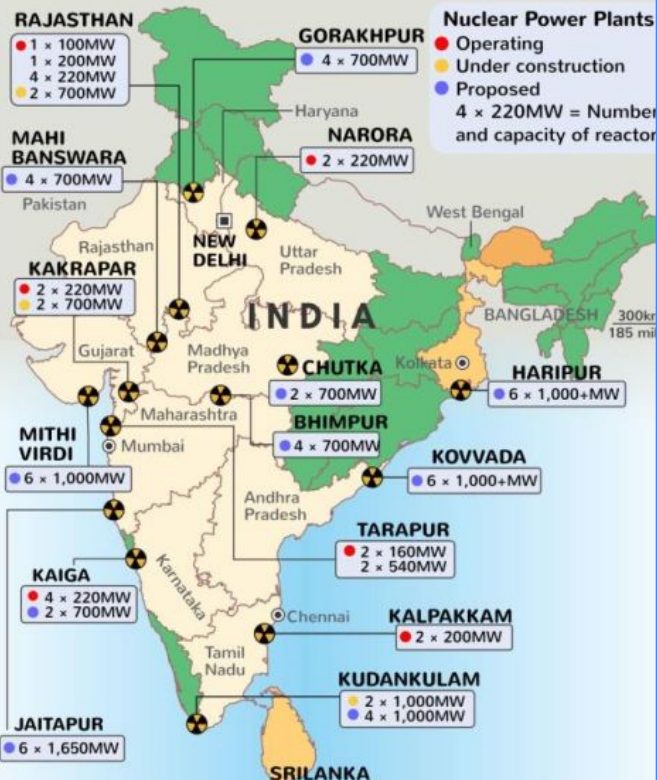 RAJASTHAN
1 × 100MW
1 × 200MW
4 × 220MW
2 × 700MW
GORAKHPUR
4 × 700MW
Nuclear Power Plants
Operating
Under construction
Proposed
4 × 220MW = Number
and capacity of reactor
Haryana
NARORA
2 × 220MW
MAHI
BANSWARA
4 × 700MW
Pakistan
West Bengal
NEW
DELHI
Rajasthan
Uttar
Pradesh
KAKRAPAR
2 × 220MW
2 × 700MW
INDIA
BANGLADESH
300km
185 mil
Gujarat
Madhya
Pradesh
Kolkata
CHUTKA
2 × 700MW
HARIPUR
6 × 1,000+MW
Maharashtra
BHIMPUR
4 × 700MW
MITHI
VIRDI
6 × 1,000MW
Mumbai
KOVVADA
6 × 1,000+MW
Andhra
Pradesh
TARAPUR
2 × 160MW
2 × 540MW
KAIGA
4 × 220MW
2 × 700MW
Karnataka
Chennai
KALPAKKAM
2 × 200MW
Tamil
Nadu
KUDANKULAM
2 × 1,000MW
4 × 1,000MW
JAITAPUR
6 × 1,650MW
SRILANKA